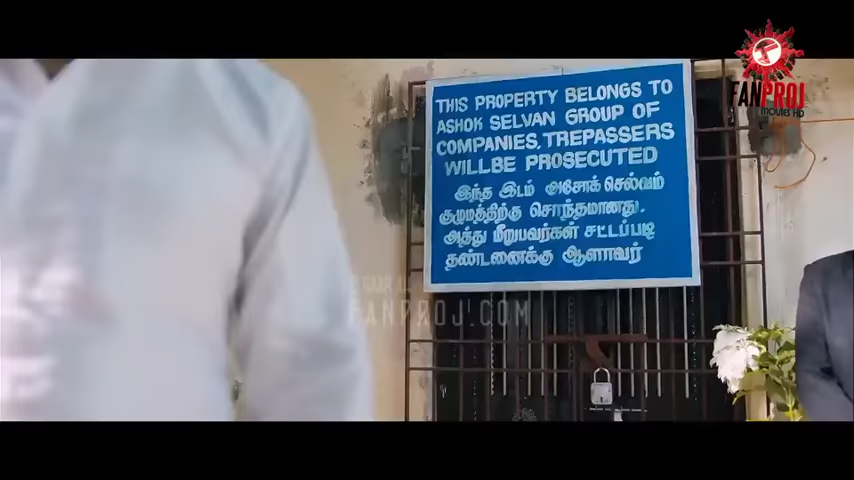 FANPROJ
MOVIES HD
THIS PROPERTY BELONGS TO
ASHOK SELVAN GROUP OF
COMPANIES, TREPASSERS
WILLBE PROSECUTED
இந்த இடம் அசோக் செல்வம்
குழுமத்திற்கு சொந்தமானது.
அத்து மீறுபவர்கள் சட்டப்படி
தண்டனைக்கு ஆளாவர்
FANPROJ.COM